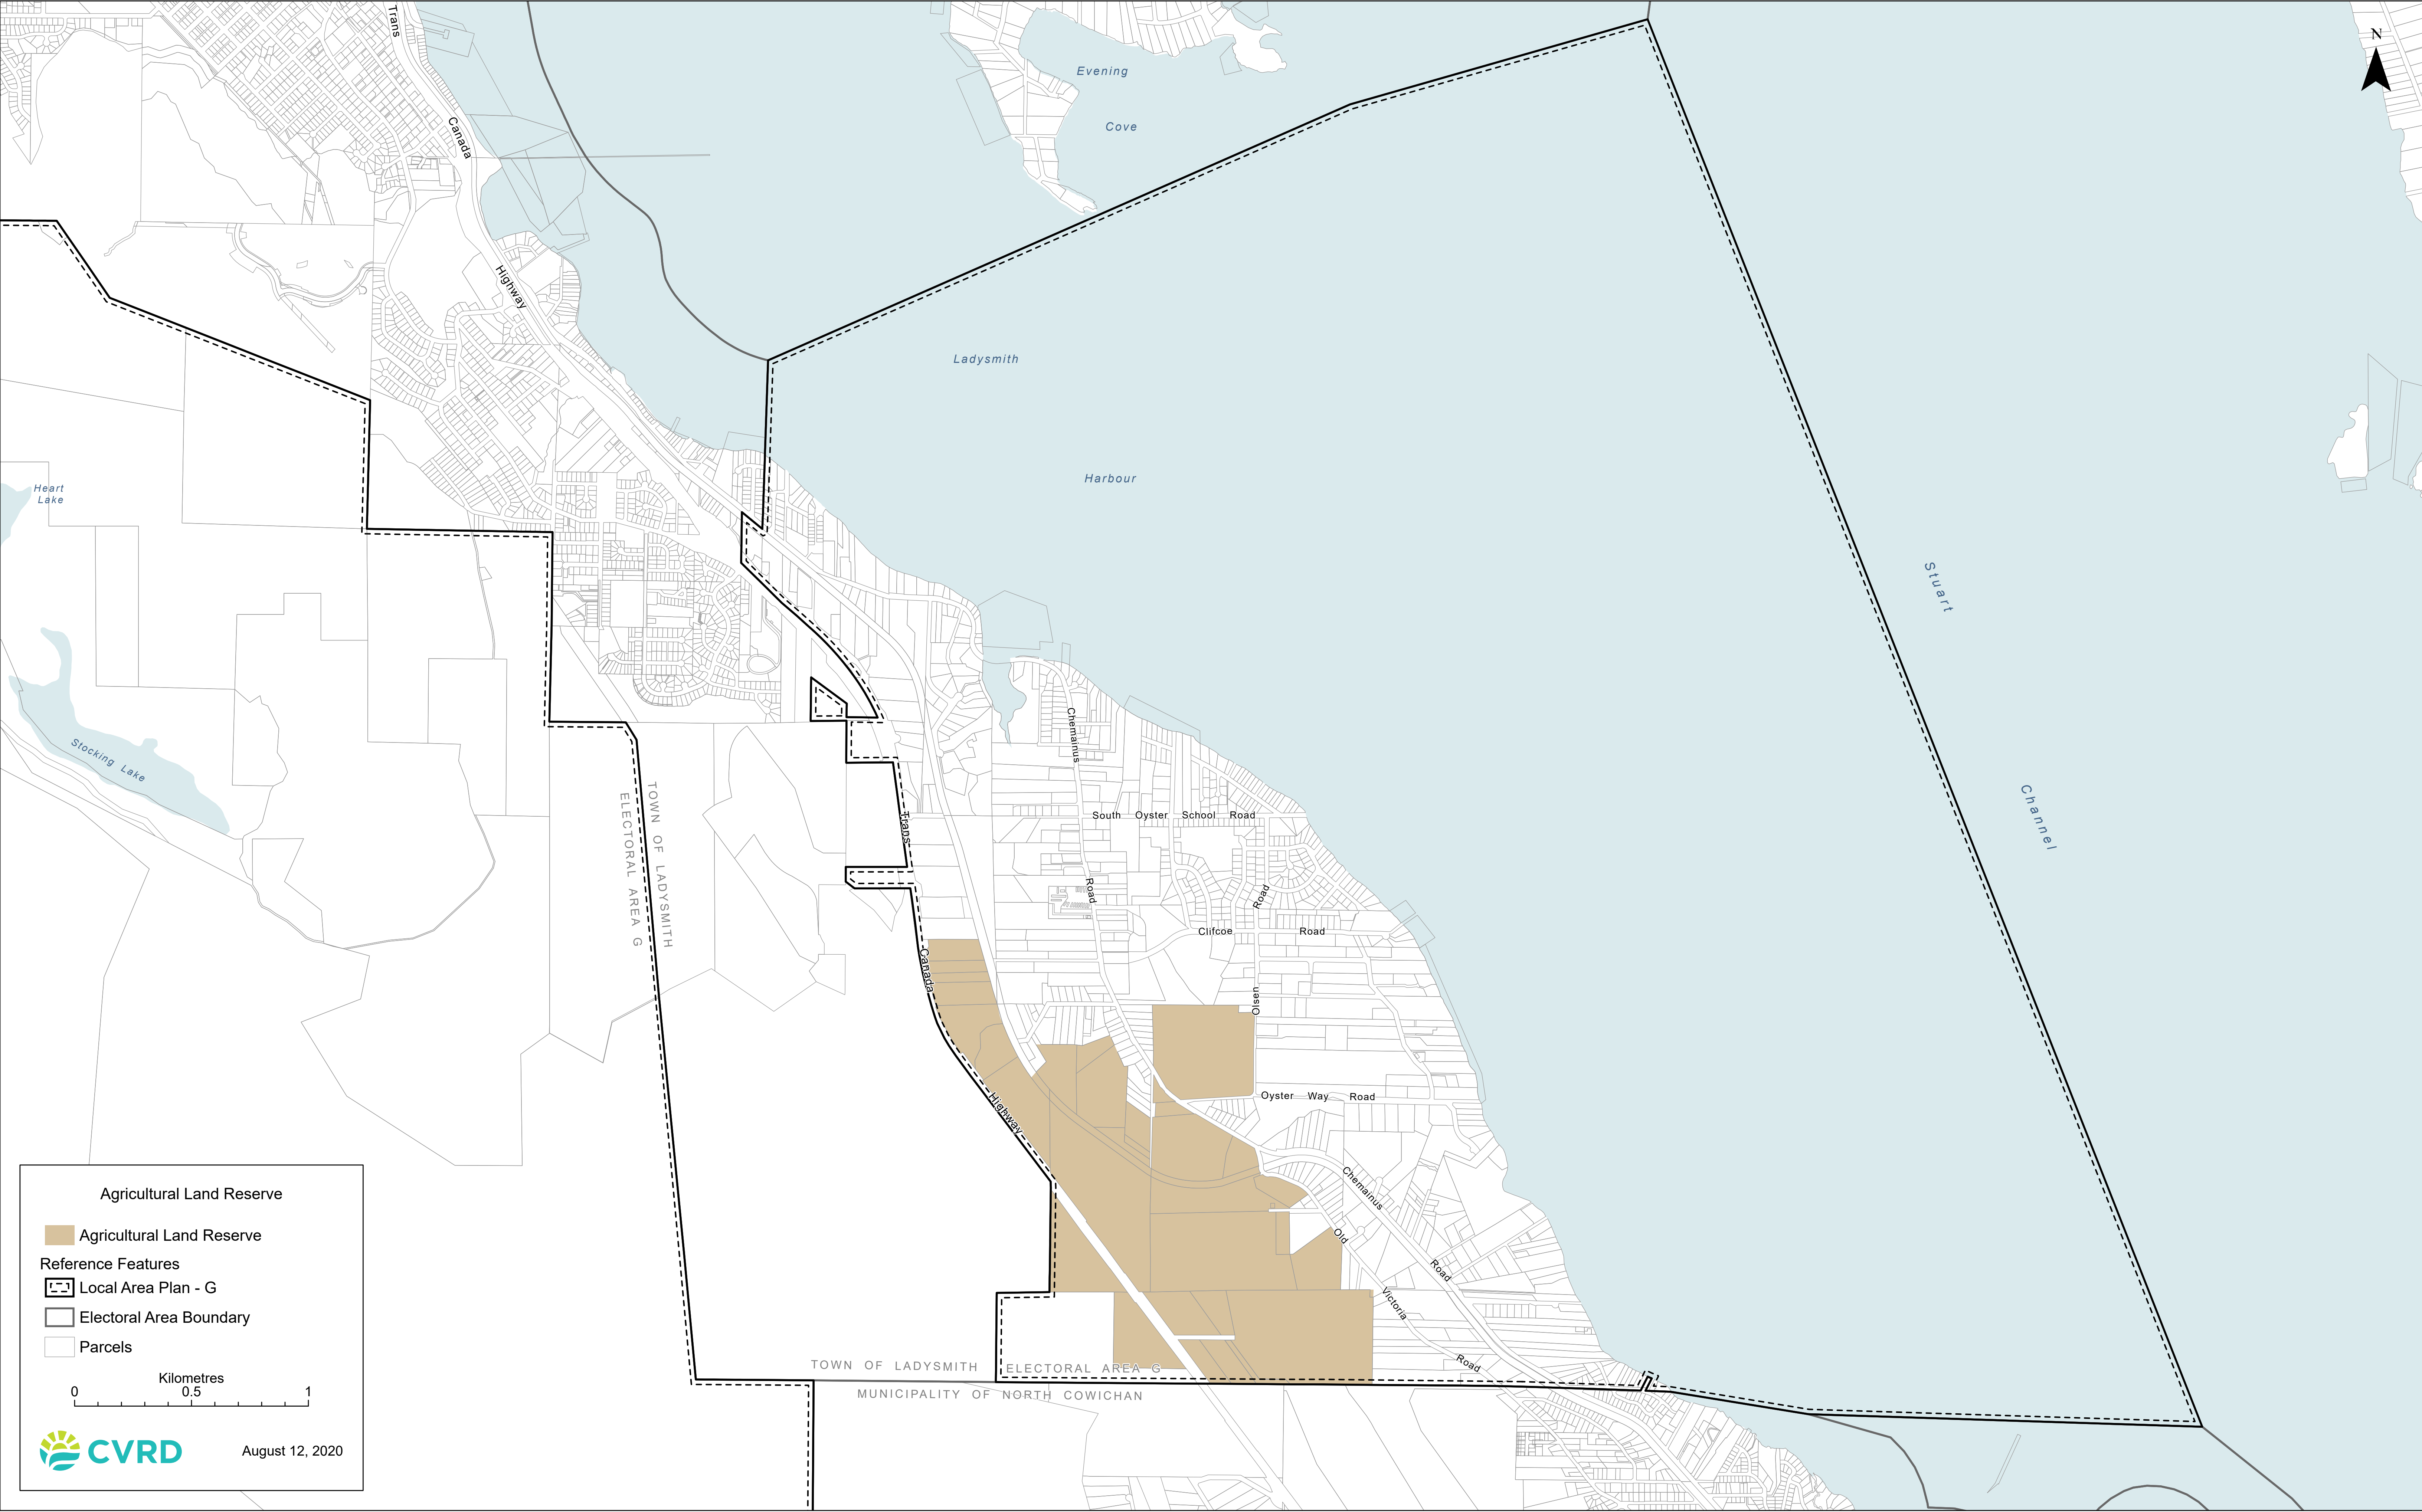 Trans
N
Evening
Cove
Canada
Highway
Ladysmith
Heart
Lake
Harbour
Stuart
Chemainus
Stocking Lake
TOWN OF LADYSMITH
ELECTORAL AREA G
Channel
Trans
South Oyster School Road
Road
Road
Clifcoe Road
Canada
Olsen
Highway
Oyster Way Road
Chemainus
Old
Road
Victoria
Road
TOWN OF LADYSMITH
ELECTORAL AREA G
MUNICIPALITY OF NORTH COWICHAN
Agricultural Land Reserve
Agricultural Land Reserve
Reference Features
Local Area Plan - G
Electoral Area Boundary
Parcels
Kilometres
0 0.5 1
CVRD
August 12, 2020